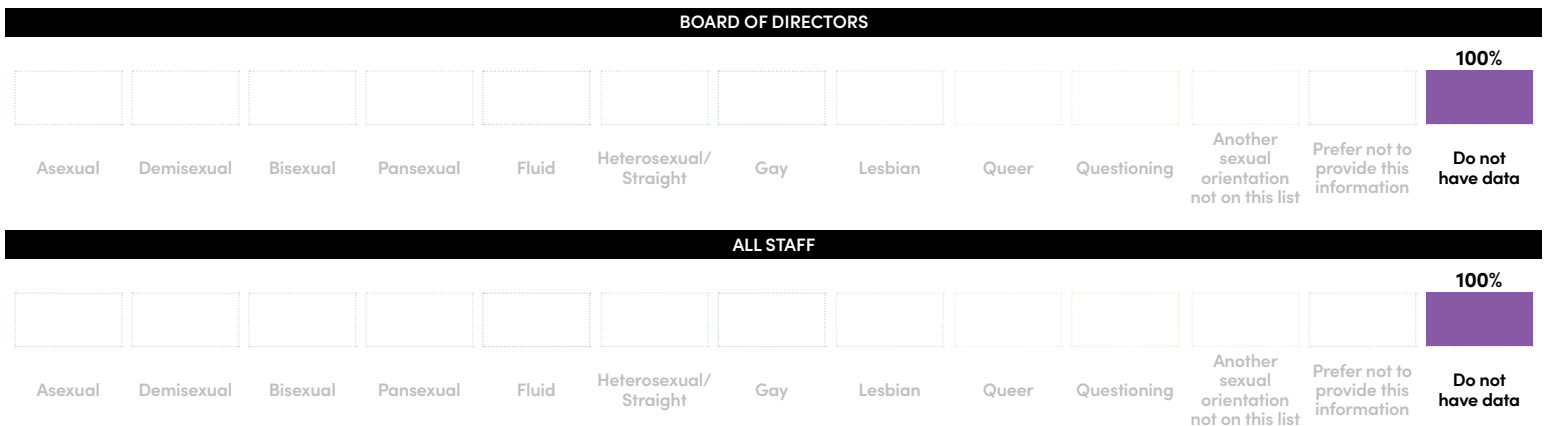 BOARD OF DIRECTORS
100%
Asexual
Demisexual
Bisexual
Pansexual
Fluid
Heterosexual/
Straight
Gay
Lesbian
Queer
Questioning
Another
sexual
orientation
not on this list
Prefer not to
provide this
information
Do not
have data
ALL STAFF
100%
Asexual
Demisexual
Bisexual
Pansexual
Fluid
Heterosexual/
Straight
Gay
Lesbian
Queer
Questioning
Another
sexual
orientation
not on this list
Prefer not to
provide this
information
Do not
have data